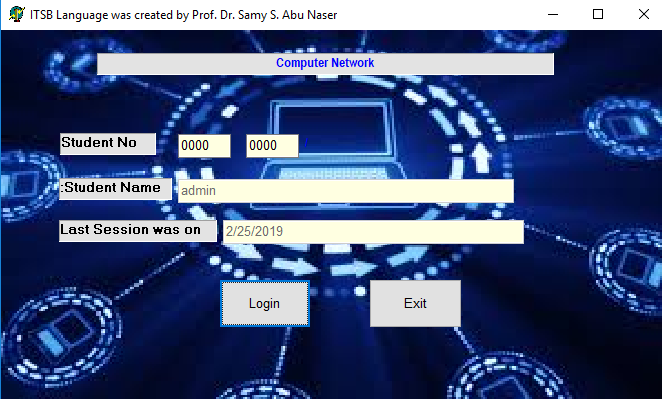 ITSB Language was created by Prof. Dr. Samy S. Abu Naser
Computer Network
Student No 0000 0000
:Student Name admin
Last Session was on 2/25/2019
Login Exit